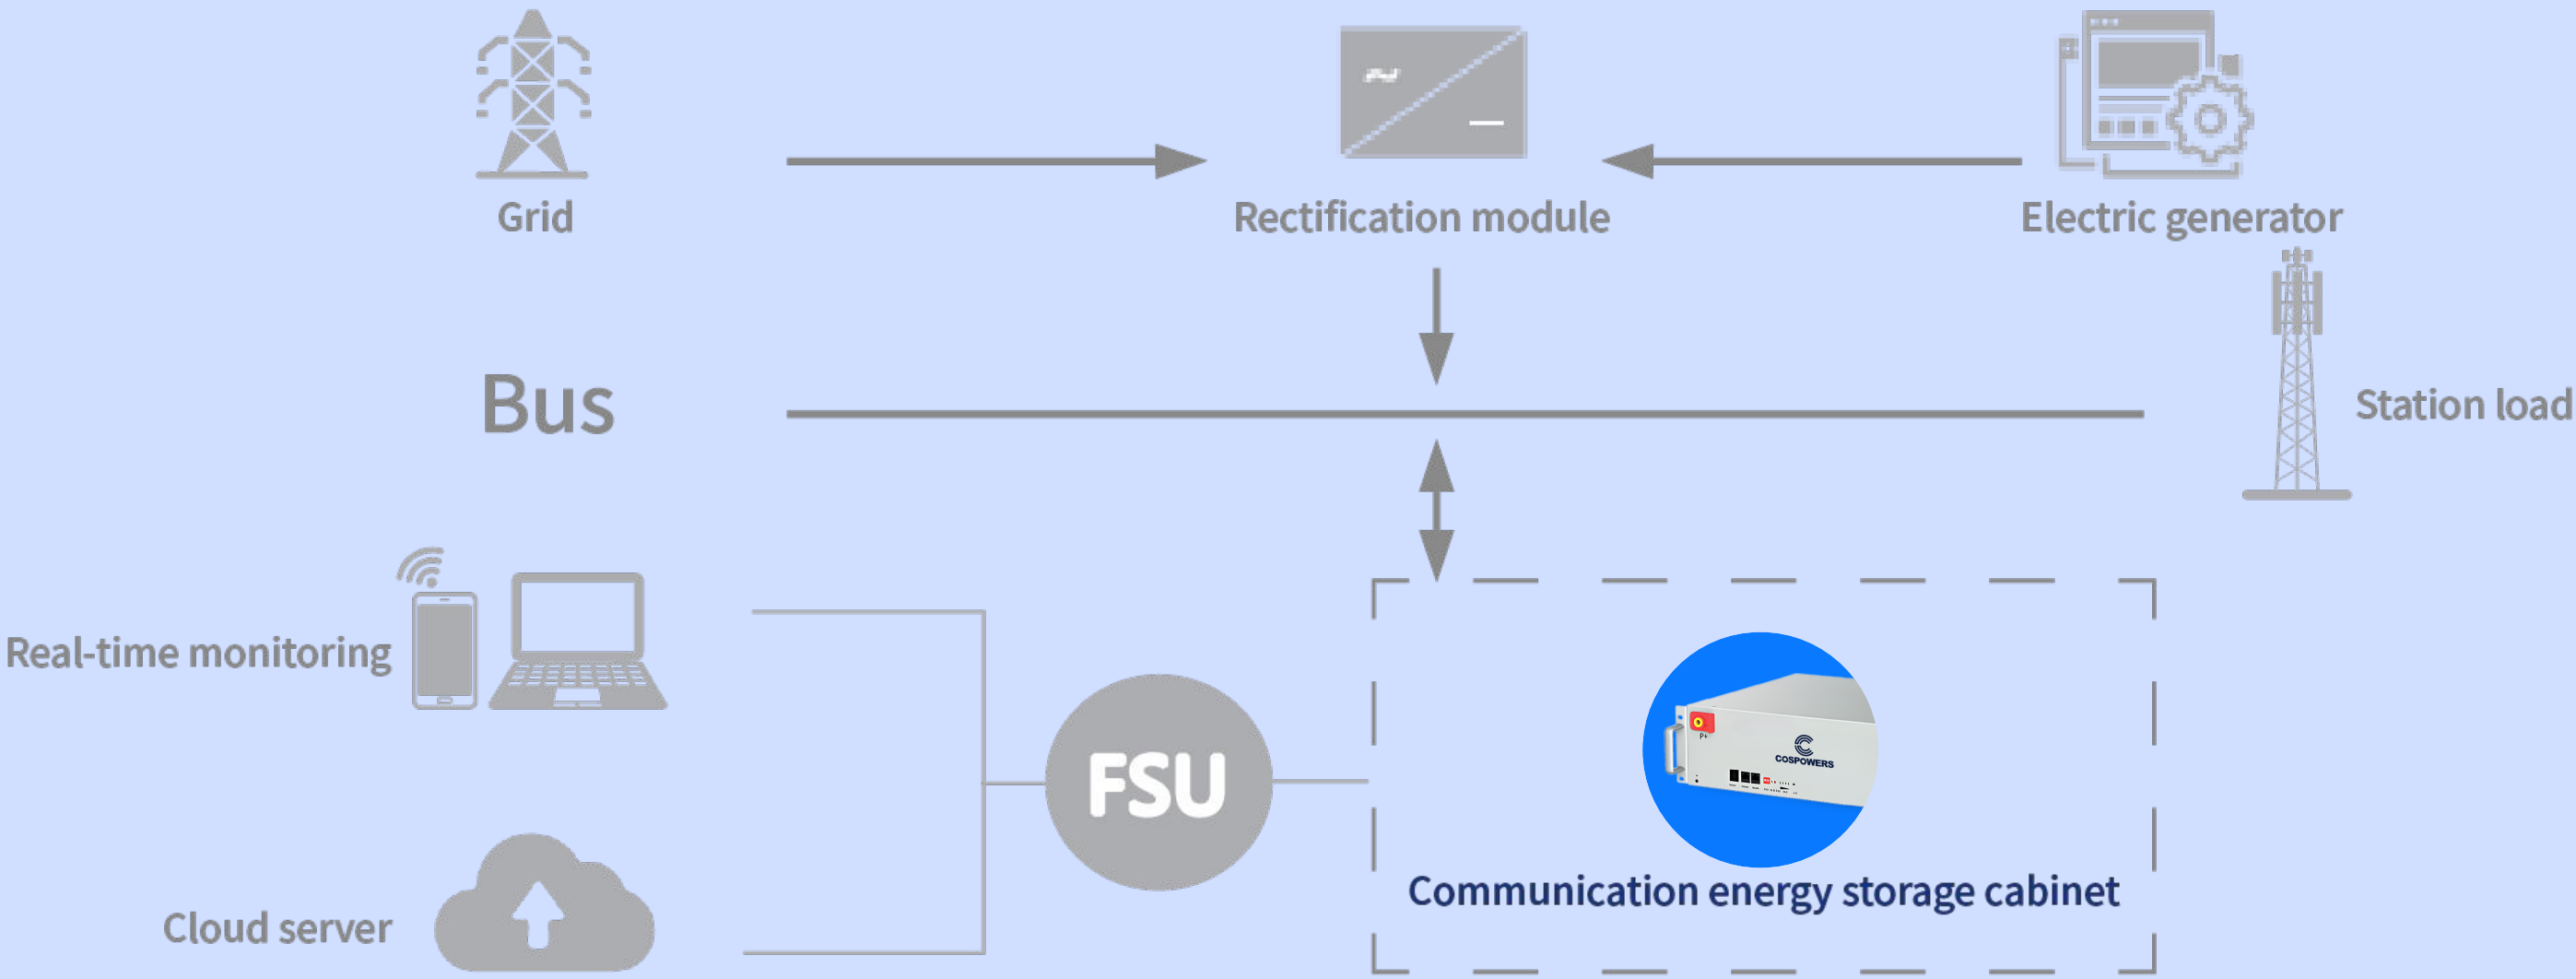 Grid
Rectification module
Electric generator
Bus
Station load
Real-time monitoring
FSU
P+
COSPOWERS
Communication energy storage cabinet
Cloud server